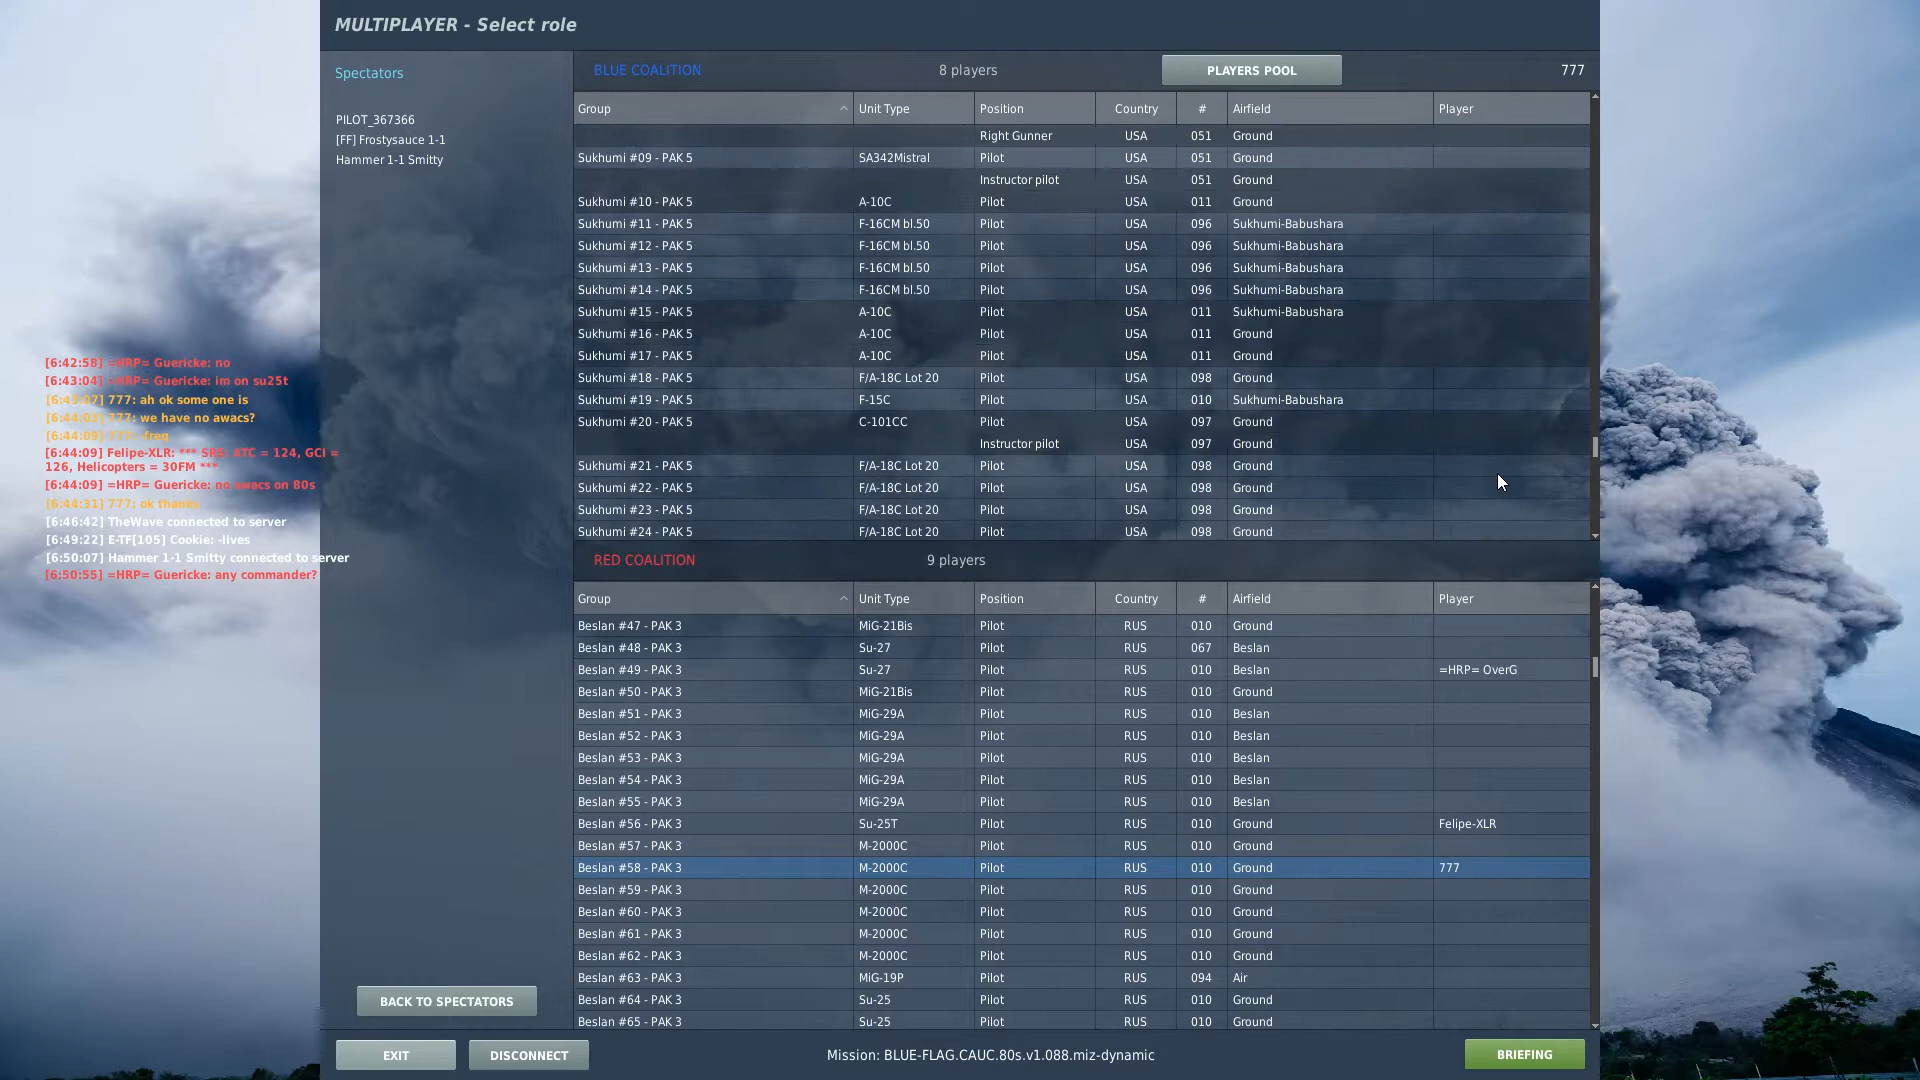 MULTIPLAYER - Select role
Spectators
PILOT_367366
[FF] Frostysauce 1-1
Hammer 1-1 Smitty
BLUE COALITION 8 players PLAYERS POOL 777
Group Unit Type Position Country # Airfield Player
Right Gunner USA 051 Ground
Sukhumi #09 - PAK 5 SA342Mistral Pilot USA 051 Ground
Instructor pilot USA 051 Ground
Sukhumi #10 - PAK 5 A-10C Pilot USA 011 Ground
Sukhumi #11 - PAK 5 F-16CM bl.50 Pilot USA 096 Sukhumi-Babushara
Sukhumi #12 - PAK 5 F-16CM bl.50 Pilot USA 096 Sukhumi-Babushara
Sukhumi #13 - PAK 5 F-16CM bl.50 Pilot USA 096 Sukhumi-Babushara
Sukhumi #14 - PAK 5 F-16CM bl.50 Pilot USA 096 Sukhumi-Babushara
Sukhumi #15 - PAK 5 A-10C Pilot USA 011 Sukhumi-Babushara
Sukhumi #16 - PAK 5 A-10C Pilot USA 011 Ground
Sukhumi #17 - PAK 5 A-10C Pilot USA 011 Ground
Sukhumi #18 - PAK 5 F/A-18C Lot 20 Pilot USA 098 Ground
Sukhumi #19 - PAK 5 F-15C Pilot USA 010 Sukhumi-Babushara
Sukhumi #20 - PAK 5 C-101CC Pilot USA 097 Ground
Instructor pilot USA 097 Ground
Sukhumi #21 - PAK 5 F/A-18C Lot 20 Pilot USA 098 Ground
Sukhumi #22 - PAK 5 F/A-18C Lot 20 Pilot USA 098 Ground
Sukhumi #23 - PAK 5 F/A-18C Lot 20 Pilot USA 098 Ground
Sukhumi #24 - PAK 5 F/A-18C Lot 20 Pilot USA 098 Ground
[6:42:58] =HRP= Guericke: no
[6:43:04] =HRP= Guericke: im on su25t
[6:43:07] 777: ah ok some one is
[6:44:03] 777: we have no awacs?
[6:44:09] 777: -freq
[6:44:09] Felipe-XLR: *** SRS: ATC = 124, GCI =
126, Helicopters = 30FM ***
[6:44:09] =HRP= Guericke: no awacs on 80s
[6:44:31] 777: ok thanks
[6:46:42] TheWave connected to server
[6:49:22] E-TF[105] Cookie: -lives
[6:50:07] Hammer 1-1 Smitty connected to server
[6:50:55] =HRP= Guericke: any commander?
RED COALITION 9 players
Group Unit Type Position Country # Airfield Player
Beslan #47 - PAK 3 MiG-21Bis Pilot RUS 010 Ground
Beslan #48 - PAK 3 Su-27 Pilot RUS 067 Beslan
Beslan #49 - PAK 3 Su-27 Pilot RUS 010 Beslan =HRP= OverG
Beslan #50 - PAK 3 MiG-21Bis Pilot RUS 010 Ground
Beslan #51 - PAK 3 MiG-29A Pilot RUS 010 Beslan
Beslan #52 - PAK 3 MiG-29A Pilot RUS 010 Beslan
Beslan #53 - PAK 3 MiG-29A Pilot RUS 010 Beslan
Beslan #54 - PAK 3 MiG-29A Pilot RUS 010 Beslan
Beslan #55 - PAK 3 MiG-29A Pilot RUS 010 Beslan
Beslan #56 - PAK 3 Su-25T Pilot RUS 010 Ground Felipe-XLR
Beslan #57 - PAK 3 M-2000C Pilot RUS 010 Ground
Beslan #58 - PAK 3 M-2000C Pilot RUS 010 Ground 777
Beslan #59 - PAK 3 M-2000C Pilot RUS 010 Ground
Beslan #60 - PAK 3 M-2000C Pilot RUS 010 Ground
Beslan #61 - PAK 3 M-2000C Pilot RUS 010 Ground
Beslan #62 - PAK 3 M-2000C Pilot RUS 010 Ground
Beslan #63 - PAK 3 MiG-19P Pilot RUS 094 Air
Beslan #64 - PAK 3 Su-25 Pilot RUS 010 Ground
Beslan #65 - PAK 3 Su-25 Pilot RUS 010 Ground
BACK TO SPECTATORS
EXIT DISCONNECT Mission: BLUE-FLAG.CAUC.80s.v1.088.miz-dynamic BRIEFING